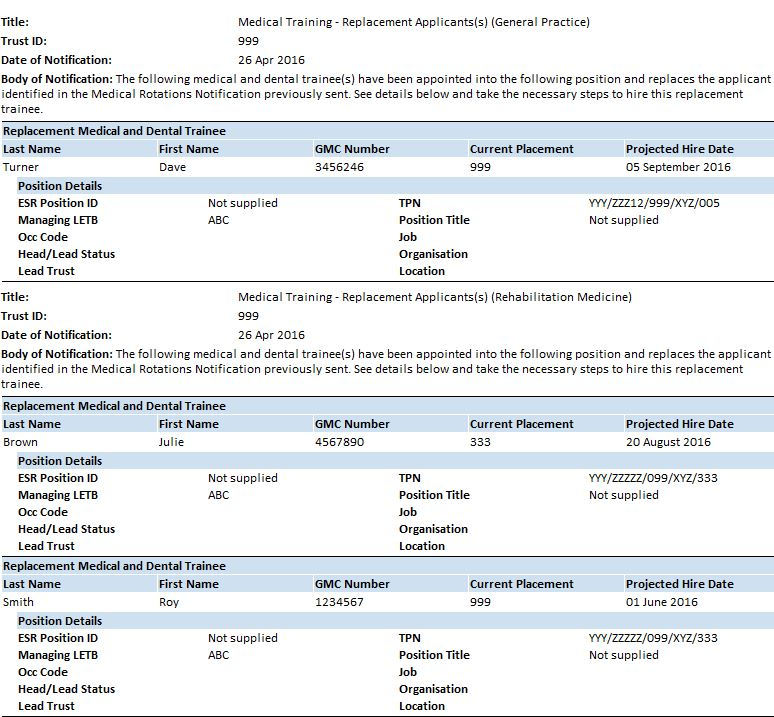 Title: Medical Training - Replacement Applicants(s) (General Practice)
Trust ID: 999
Date of Notification: 26 Apr 2016
Body of Notification: The following medical and dental trainee(s) have been appointed into the following position and replaces the applicant
identified in the Medical Rotations Notification previously sent. See details below and take the necessary steps to hire this replacement
trainee.
Replacement Medical and Dental Trainee
Last Name First Name GMC Number Current Placement Projected Hire Date
Turner Dave 3456246 999 05 September 2016
Position Details
ESR Position ID Not supplied TPN YYY/ZZZ12/999/XYZ/005
Managing LETB ABC Position Title Not supplied
Occ Code Job
Head/Lead Status Organisation
Lead Trust Location
Title: Medical Training - Replacement Applicants(s) (Rehabilitation Medicine)
Trust ID: 999
Date of Notification: 26 Apr 2016
Body of Notification: The following medical and dental trainee(s) have been appointed into the following position and replaces the applicant
identified in the Medical Rotations Notification previously sent. See details below and take the necessary steps to hire this replacement
trainee.
Replacement Medical and Dental Trainee
Last Name First Name GMC Number Current Placement Projected Hire Date
Brown Julie 4567890 333 20 August 2016
Position Details
ESR Position ID Not supplied TPN YYY/ZZZZZ/099/XYZ/333
Managing LETB ABC Position Title Not supplied
Occ Code Job
Head/Lead Status Organisation
Lead Trust Location
Replacement Medical and Dental Trainee
Last Name First Name GMC Number Current Placement Projected Hire Date
Smith Roy 1234567 999 01 June 2016
Position Details
ESR Position ID Not supplied TPN YYY/ZZZZZ/099/XYZ/333
Managing LETB ABC Position Title Not supplied
Occ Code Job
Head/Lead Status Organisation
Lead Trust Location